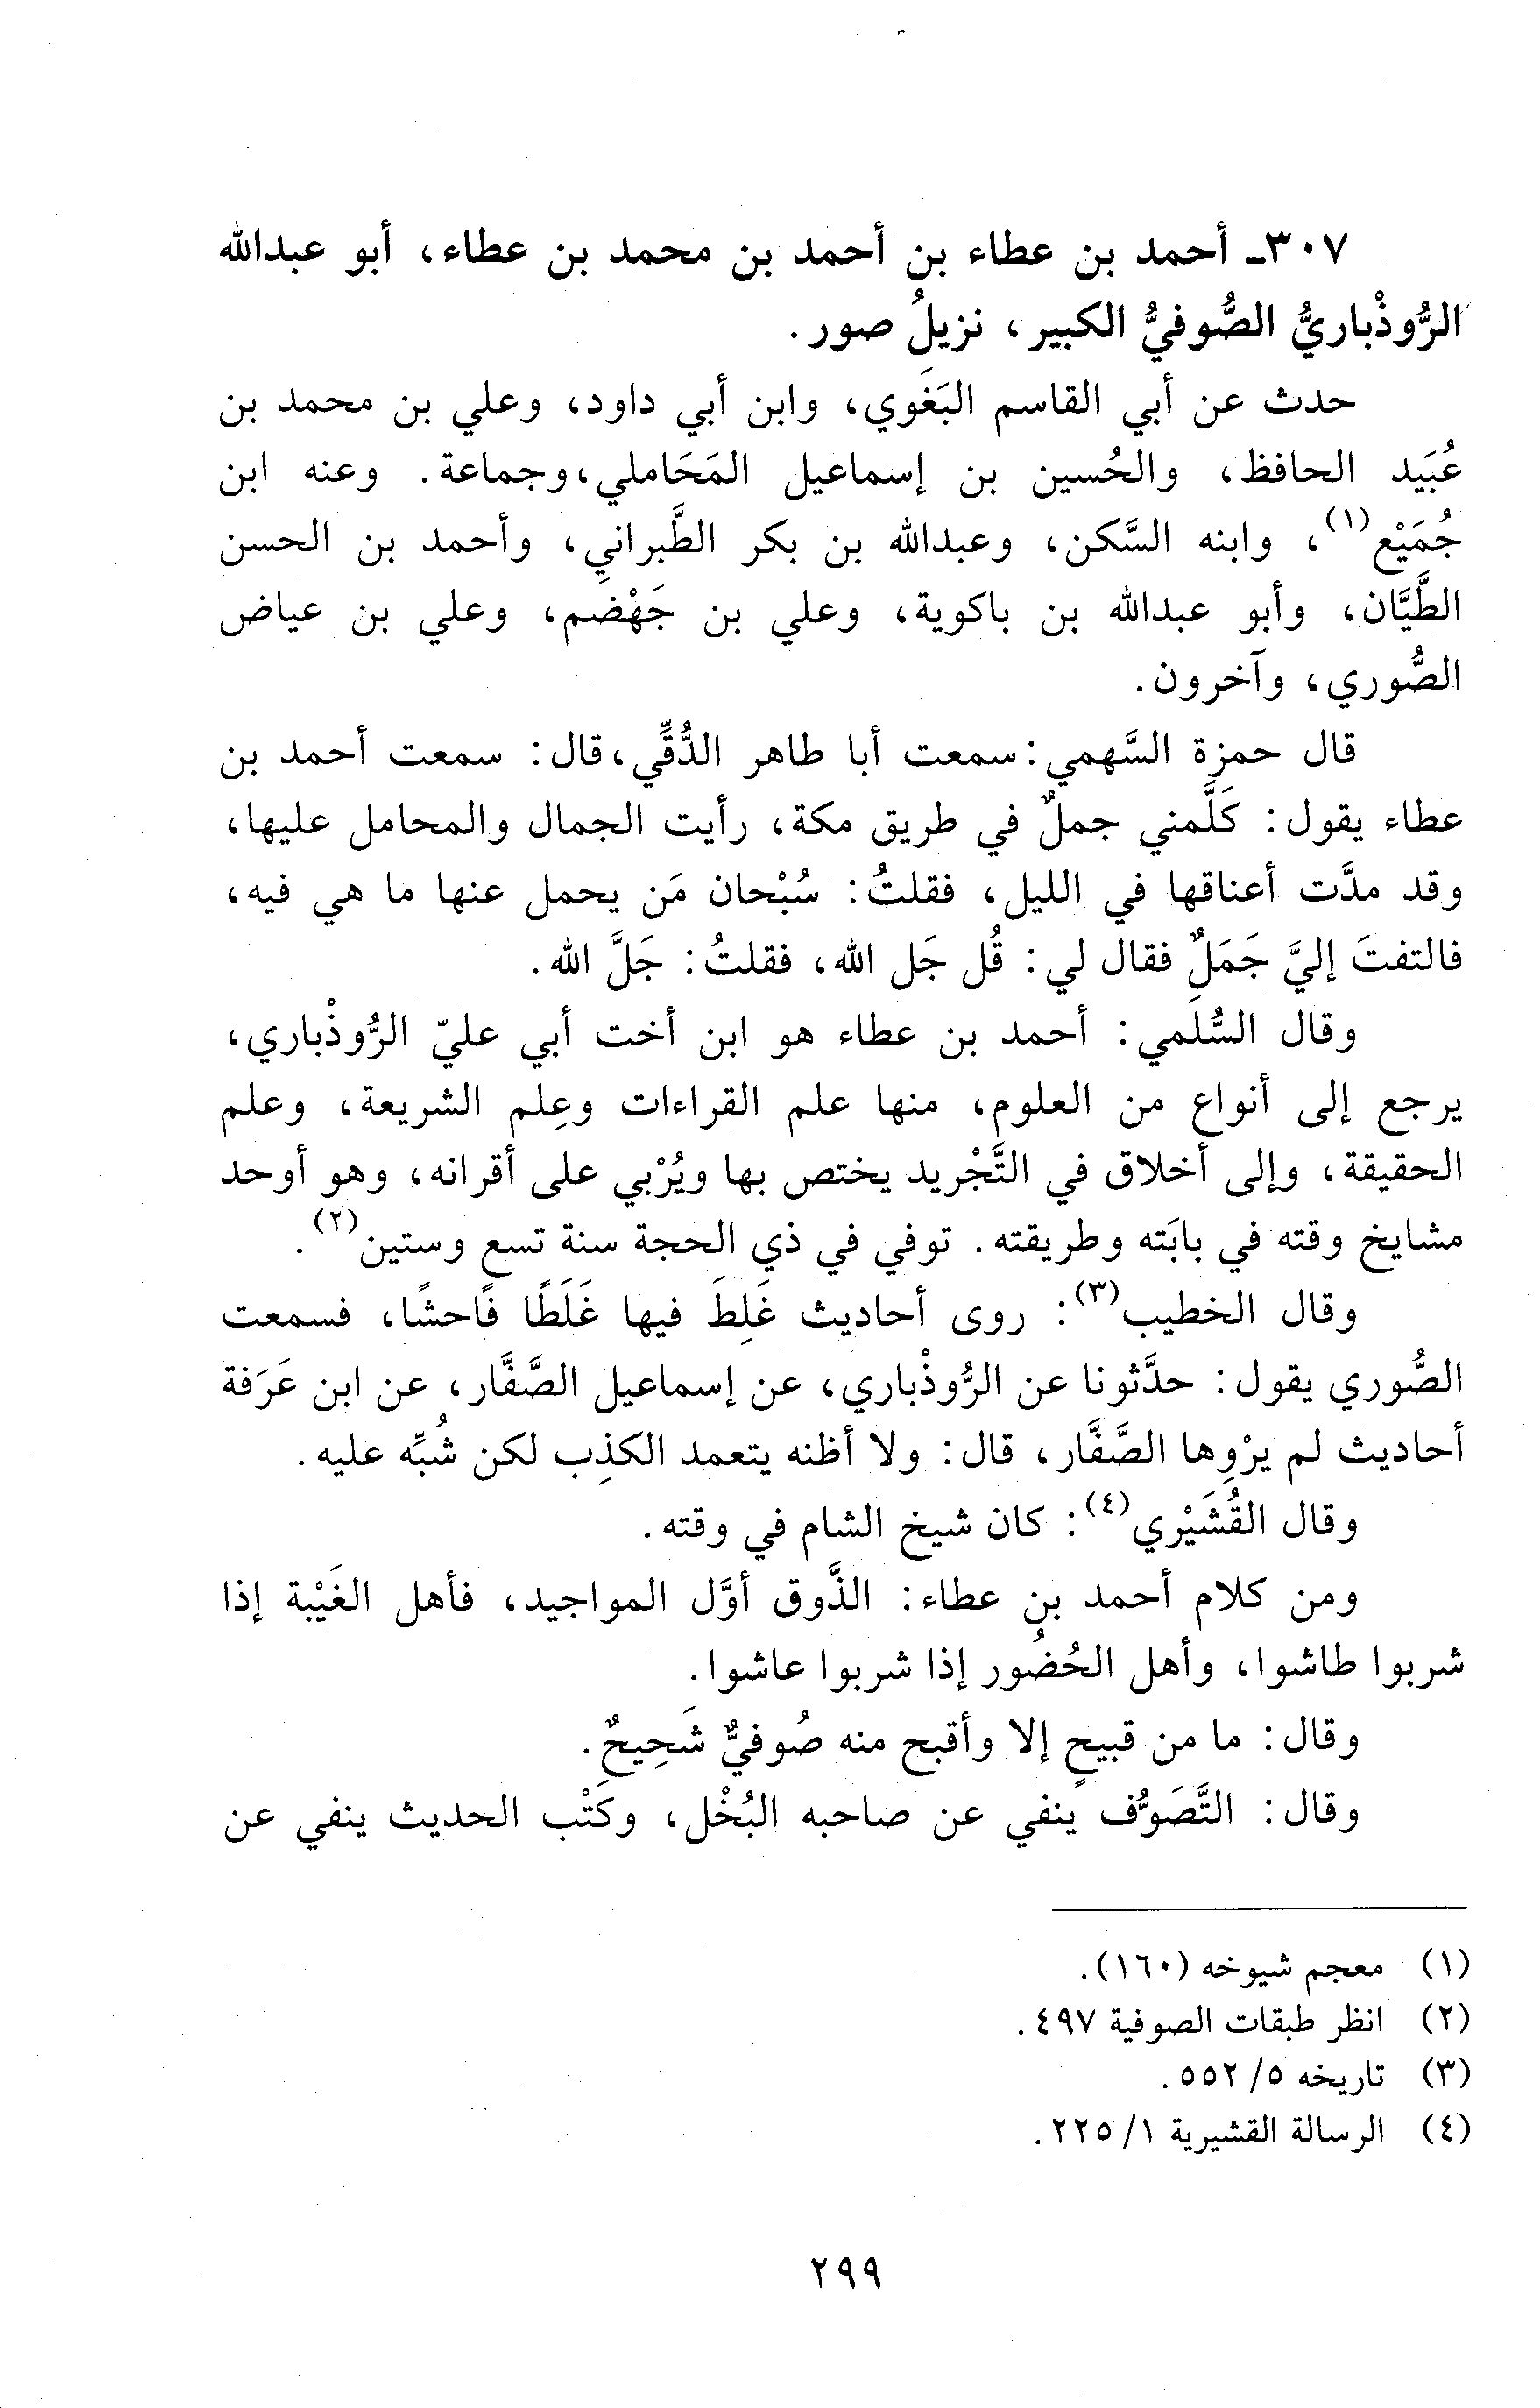 ٣٠٧- أحمد بن عطاء بن أحمد بن محمد بن عطاء، أبو عبدالله
الرُّوذْباريُّ الصُّوفيُّ الكبير، نزيلُ صور.
حدث عن أبي القاسم البَغَوي، وابن أبي داود، وعلي بن محمد بن
عُبَيد الحافظ، والحُسين بن إسماعيل المَحَاملي، وجماعة. وعنه ابن
جُمَيْع(١)، وابنه السَّكن، وعبدالله بن بكر الطَّبراني، وأحمد بن الحسن
الطَّيَّان، وأبو عبدالله بن باكوية، وعلي بن جَهْضَم، وعلي بن عياض
الصُّوري، وآخرون.
قال حمزة السَّهمي: سمعت أبا طاهر الدُّقِّي، قال: سمعت أحمد بن
عطاء يقول: كَلَّمني جملٌ في طريق مكة، رأيت الجمال والمحامل عليها،
وقد مدَّت أعناقها في الليل، فقلتُ: سُبْحان مَن يحمل عنها ما هي فيه،
فالتفتَ إليَّ جَمَلٌ فقال لي: قُل جَل الله، فقلتُ: جَلَّ الله.
وقال السُّلَمي: أحمد بن عطاء هو ابن أخت أبي عليّ الرُّوذْباري،
يرجع إلى أنواع من العلوم، منها علم القراءات وعِلم الشريعة، وعلم
الحقيقة، وإلى أخلاق في التَّجْريد يختص بها ويُرْبي على أقرانه، وهو أوحد
مشايخ وقته في بابَته وطريقته. توفي في ذي الحجة سنة تسع وستين(٢).
وقال الخطيب(٣): روى أحاديث غَلِطَ فيها غَلَطًا فَاحشًا، فسمعت
الصُّوري يقول: حدَّثونا عن الرُّوذْباري، عن إسماعيل الصَّفَّار، عن ابن عَرَفة
أحاديث لم يرْوِها الصَّفَّار، قال: ولا أظنه يتعمد الكذِب لكن شُبِّه عليه.
وقال القُشَيْري(٤): كان شيخ الشام في وقته.
ومن كلام أحمد بن عطاء: الذَّوق أوَّل المواجيد، فأهل الغَيْبة إذا
شربوا طاشوا، وأهل الحُضُور إذا شربوا عاشوا.
وقال: ما من قبيحٍ إلا وأقبح منه صُوفيٌّ شَحِيحٌ.
وقال: التَّصَوُّف ينفي عن صاحبه البُخْل، وكَتْب الحديث ينفي عن
(١) معجم شيوخه (١٦٠).
(٢) انظر طبقات الصوفية ٤٩٧.
(٣) تاريخه ٥/ ٥٥٢.
(٤) الرسالة القشيرية ١/ ٢٢٥.
٢٩٩